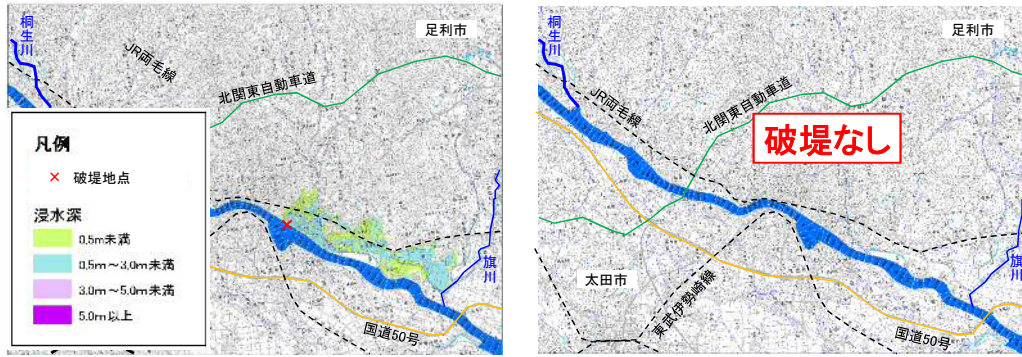 桐生川
JR両毛線
足利市
北関東自動車道
凡例
破堤地点
浸水深
0.5m未満
0.5m～3.0m未満
3.0m～5.0m未満
5.0m以上
旗川
国道50号
桐生川
JR両毛線
足利市
北関東自動車道
破堤なし
太田市
東武伊勢崎線
旗川
国道50号